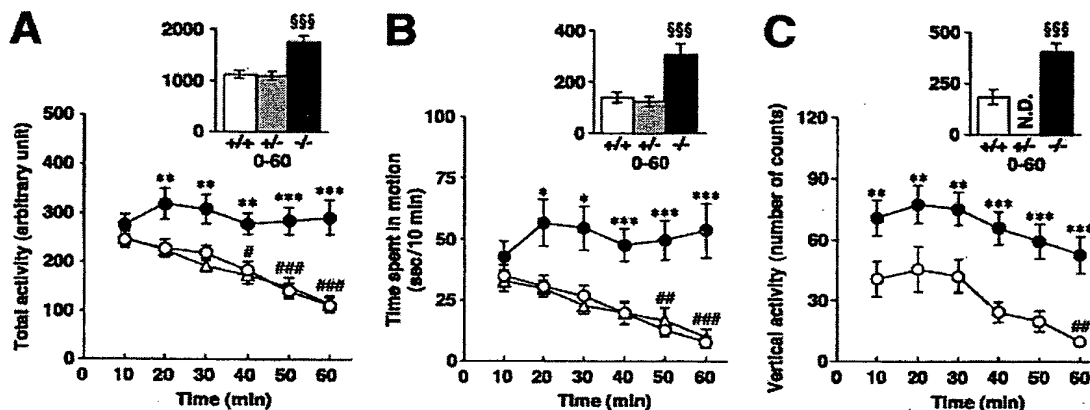 A
2000
1000
0
§§§
+/+ +/- -/-
0-60
Total activity (arbitrary unit)
500
400
300
200
100
0
** ** ** *** ***
# ### ###
0 10 20 30 40 50 60
Time (min)
B
400
200
0
§§§
+/+ +/- -/-
0-60
Time spent in motion
(sec/10 min)
100
75
50
25
0
* * *** *** ***
## ###
0 10 20 30 40 50 60
Time (min)
C
500
250
0
§§§
N.D.
+/+ +/- -/-
0-60
Vertical activity (number of counts)
120
90
60
30
0
** ** ** *** *** ***
##
0 10 20 30 40 50 60
Time (min)